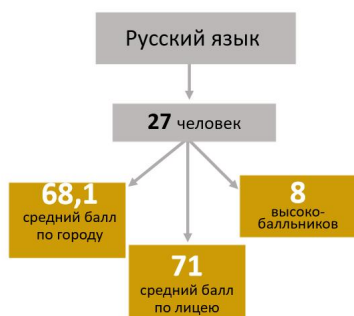 Русский язык
27 человек
68,1
средний балл
по городу
8
высоко-
балльников
71
средний балл
по лицею